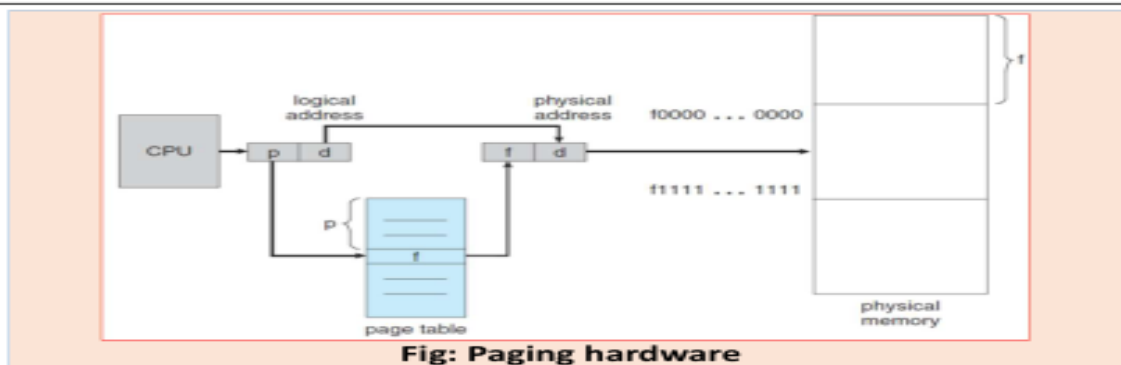 logical
address
physical
address
f0000 ... 0000
f
CPU
p d
f d
f1111 ... 1111
p
f
page table
physical
memory
Fig: Paging hardware